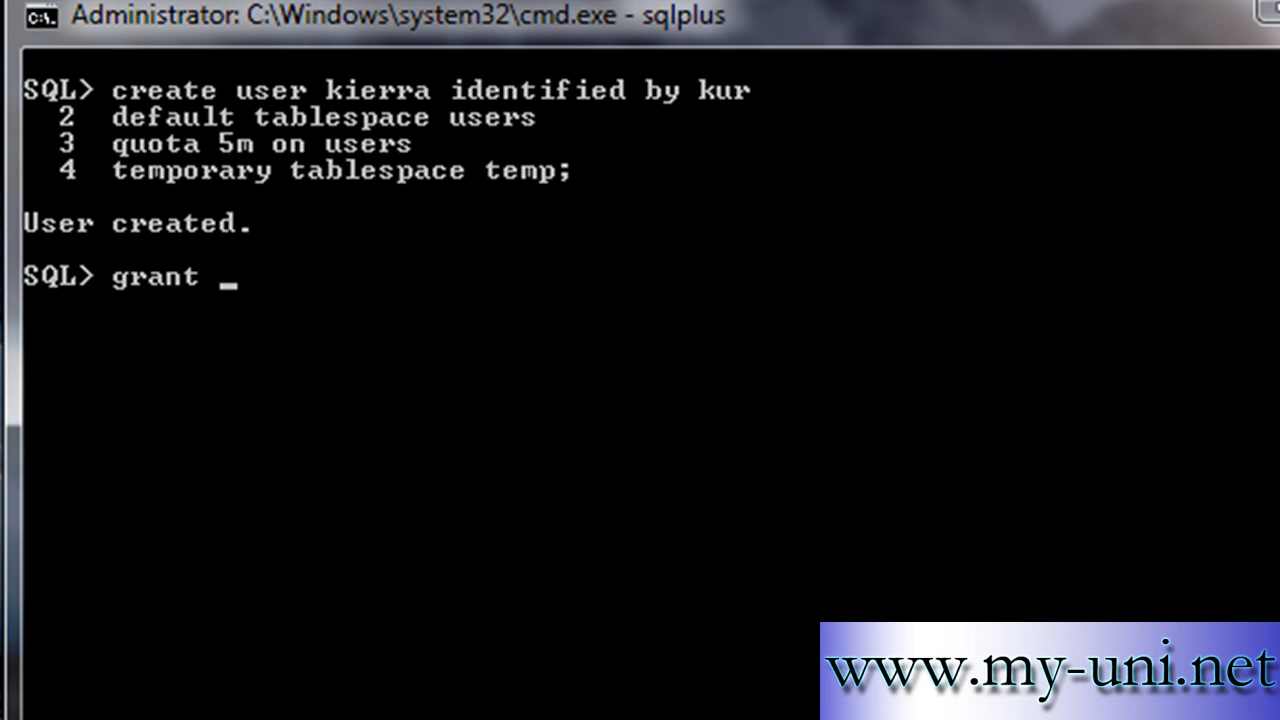 Administrator: C:\Windows\system32\cmd.exe - sqlplus
SQL> create user kierra identified by kur
2 default tablespace users
3 quota 5m on users
4 temporary tablespace temp;
User created.
SQL> grant _
www.my-uni.net